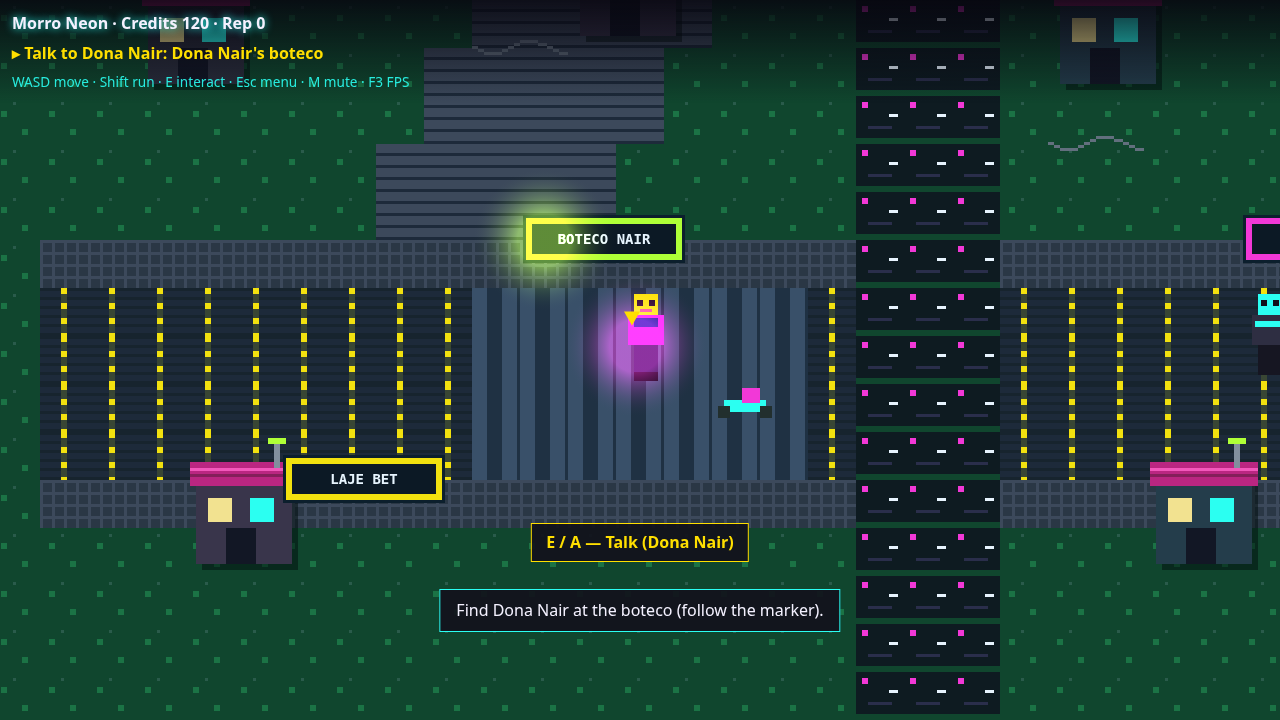 Morro Neon · Credits 120 · Rep 0
▸ Talk to Dona Nair: Dona Nair's boteco
WASD move · Shift run · E interact · Esc menu · M mute · F3 FPS
BOTECO NAIR
LAJE BET
E / A — Talk (Dona Nair)
Find Dona Nair at the boteco (follow the marker).